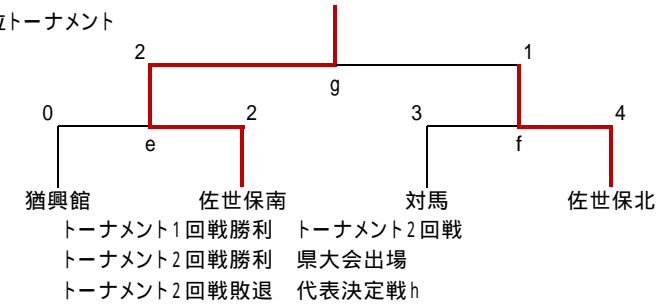 トーナメント
2 1
g
0 2 3 4
e f
猶興館 佐世保南 対馬 佐世保北
トーナメント1回戦勝利 トーナメント2回戦
トーナメント2回戦勝利 県大会出場
トーナメント2回戦敗退 代表決定戦h